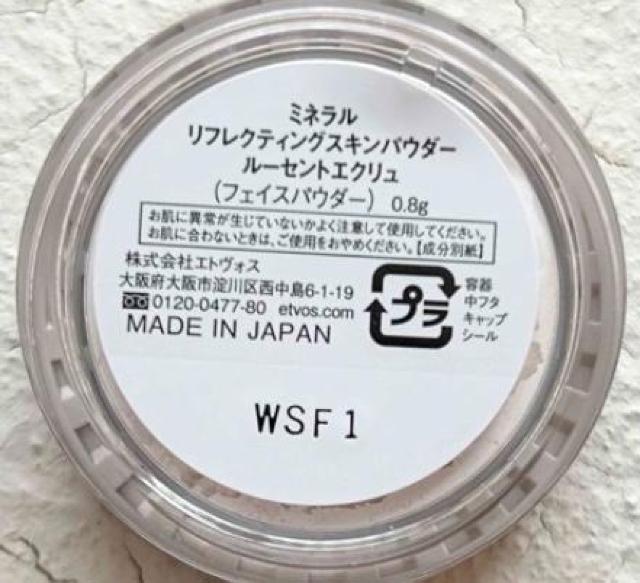 ミネラル
リフレクティングスキンパウダー
ルーセントエクリュ
(フェイスパウダー) 0.8g
お肌に異常が生じていないかよく注意して使用してください。
お肌に合わないときは、ご使用をおやめください。【成分別紙】
株式会社エトヴォス
大阪府大阪市淀川区西中島6-1-19
0120-0477-80 etvos.com
MADE IN JAPAN
プラ
容器
中フタ
キャップ
シール
WSF1